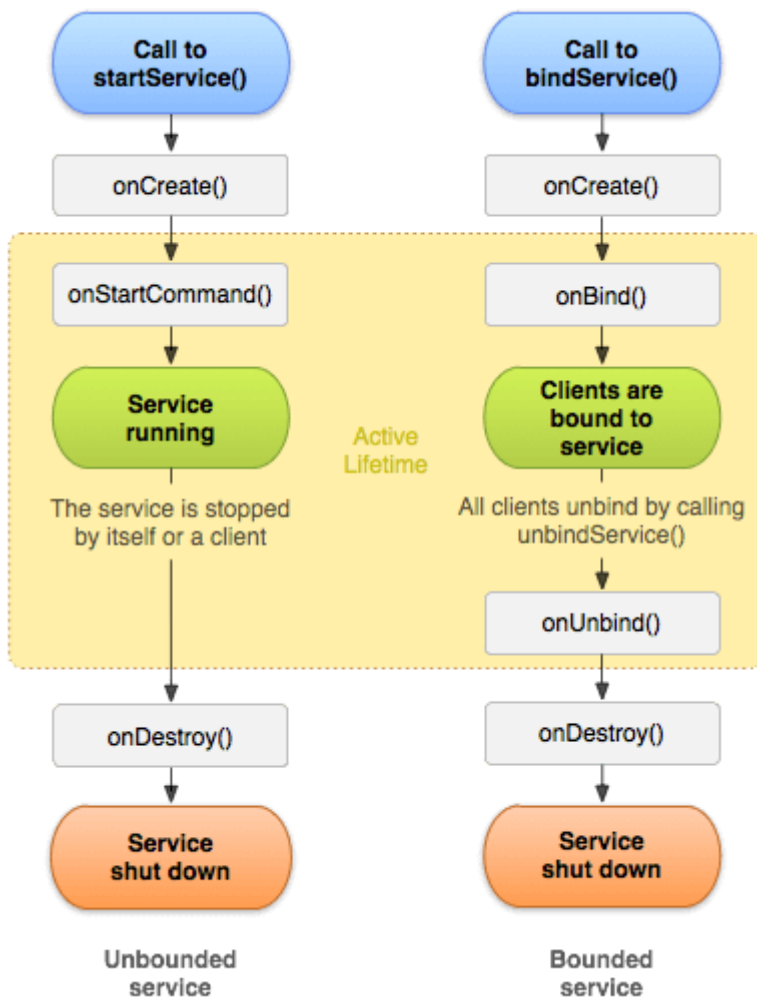 Call to
startService()
onCreate()
onStartCommand()
Service
running
The service is stopped
by itself or a client
onDestroy()
Service
shut down
Unbounded
service
Active
Lifetime
Call to
bindService()
onCreate()
onBind()
Clients are
bound to
service
All clients unbind by calling
unbindService()
onUnbind()
onDestroy()
Service
shut down
Bounded
service